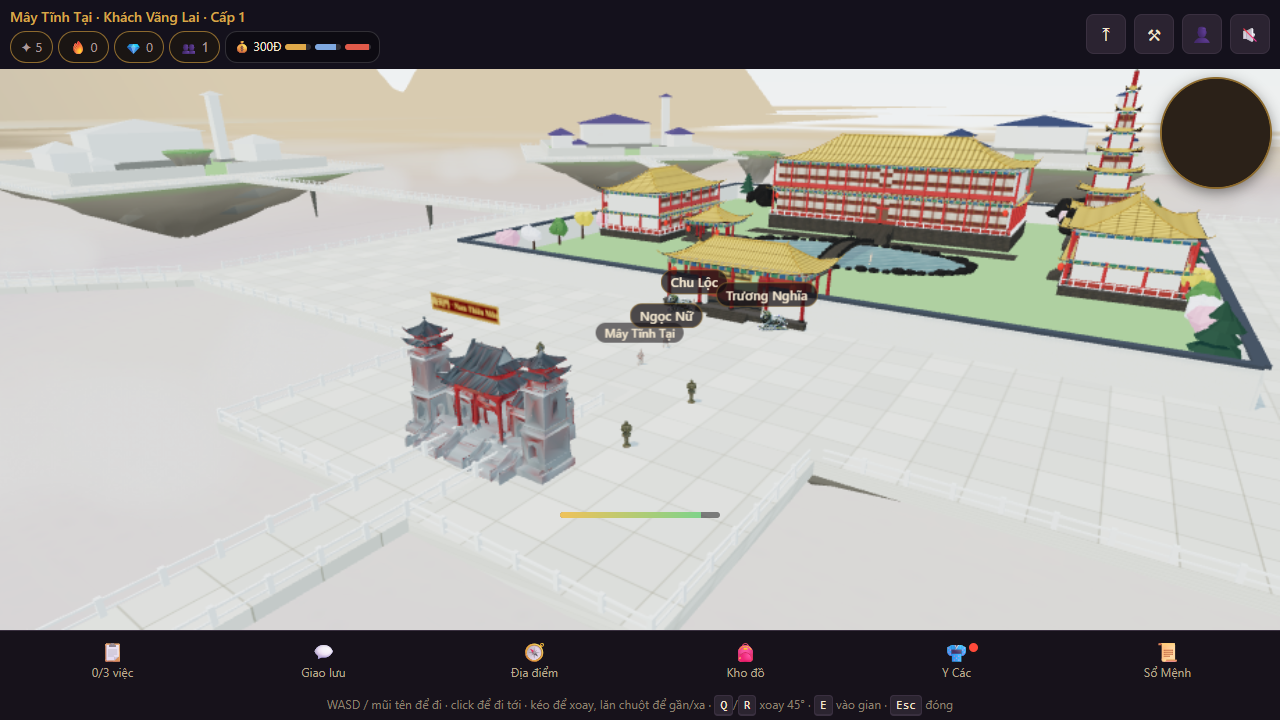 Mây Tĩnh Tại · Khách Vãng Lai · Cấp 1
5
0
0
1
300Đ
Chu Lộc
Trương Nghĩa
Ngọc Nữ
Mây Tĩnh Tại
0/3 việc
Giao lưu
Địa điểm
Kho đồ
Y Các
Sổ Mệnh
WASD / mũi tên để đi · click để đi tới · kéo để xoay, lăn chuột để gần/xa · Q/R xoay 45° · E vào gian · Esc đóng